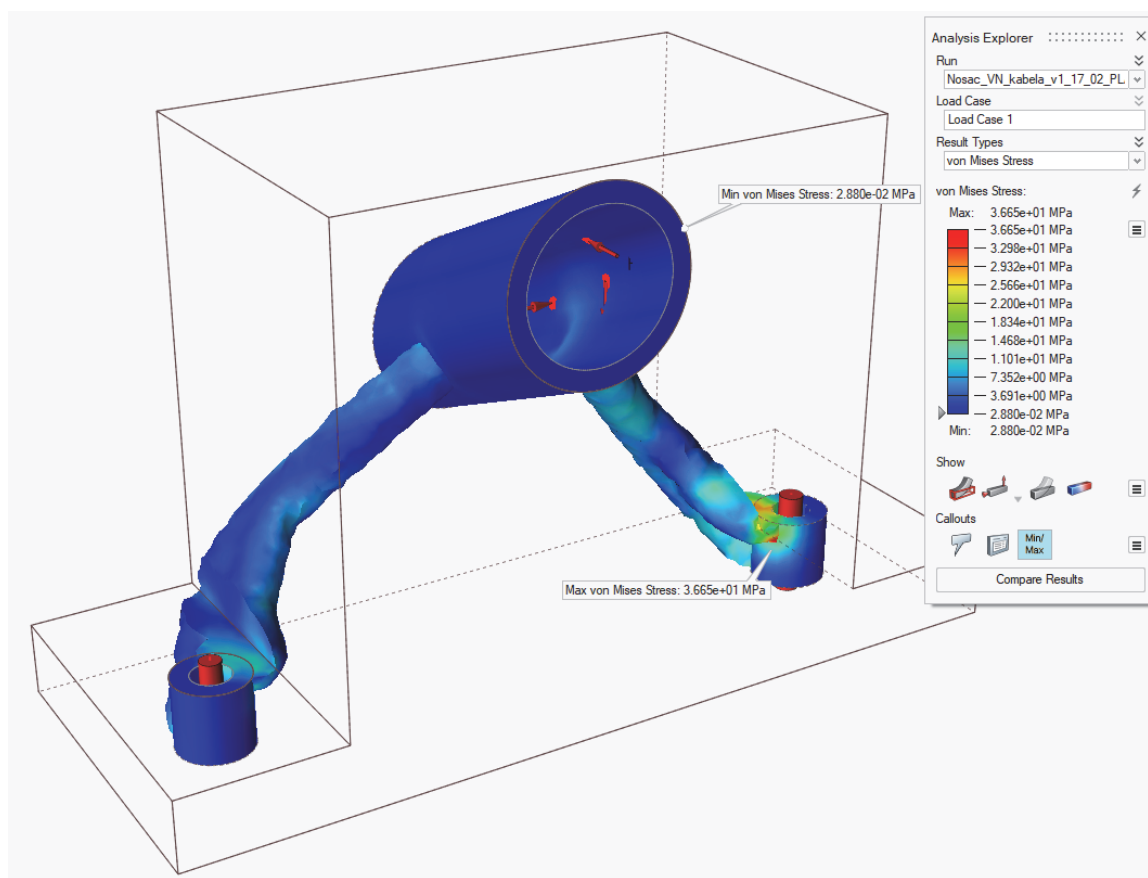 Min von Mises Stress: 2.880e-02 MPa
Max von Mises Stress: 3.665e+01 MPa
Analysis Explorer
Run
Nosac_VN_kabela_v1_17_02_PL
Load Case
Load Case 1
Result Types
von Mises Stress
von Mises Stress:
Max: 3.665e+01 MPa
3.665e+01 MPa
3.298e+01 MPa
2.932e+01 MPa
2.566e+01 MPa
2.200e+01 MPa
1.834e+01 MPa
1.468e+01 MPa
1.101e+01 MPa
7.352e+00 MPa
3.691e+00 MPa
2.880e-02 MPa
Min: 2.880e-02 MPa
Show
Callouts
Min/
Max
Compare Results